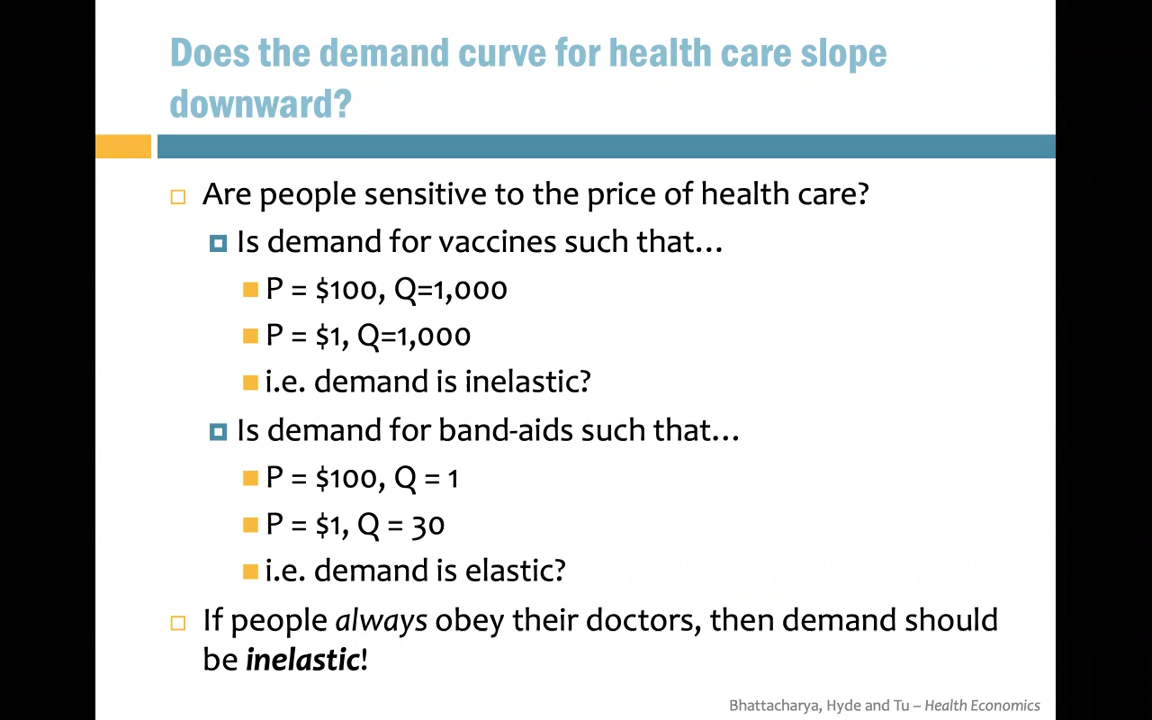 Does the demand curve for health care slope
downward?
Are people sensitive to the price of health care?
Is demand for vaccines such that…
P = $100, Q=1,000
P = $1, Q=1,000
i.e. demand is inelastic?
Is demand for band-aids such that…
P = $100, Q = 1
P = $1, Q = 30
i.e. demand is elastic?
If people always obey their doctors, then demand should
be inelastic!
Bhattacharya, Hyde and Tu – Health Economics